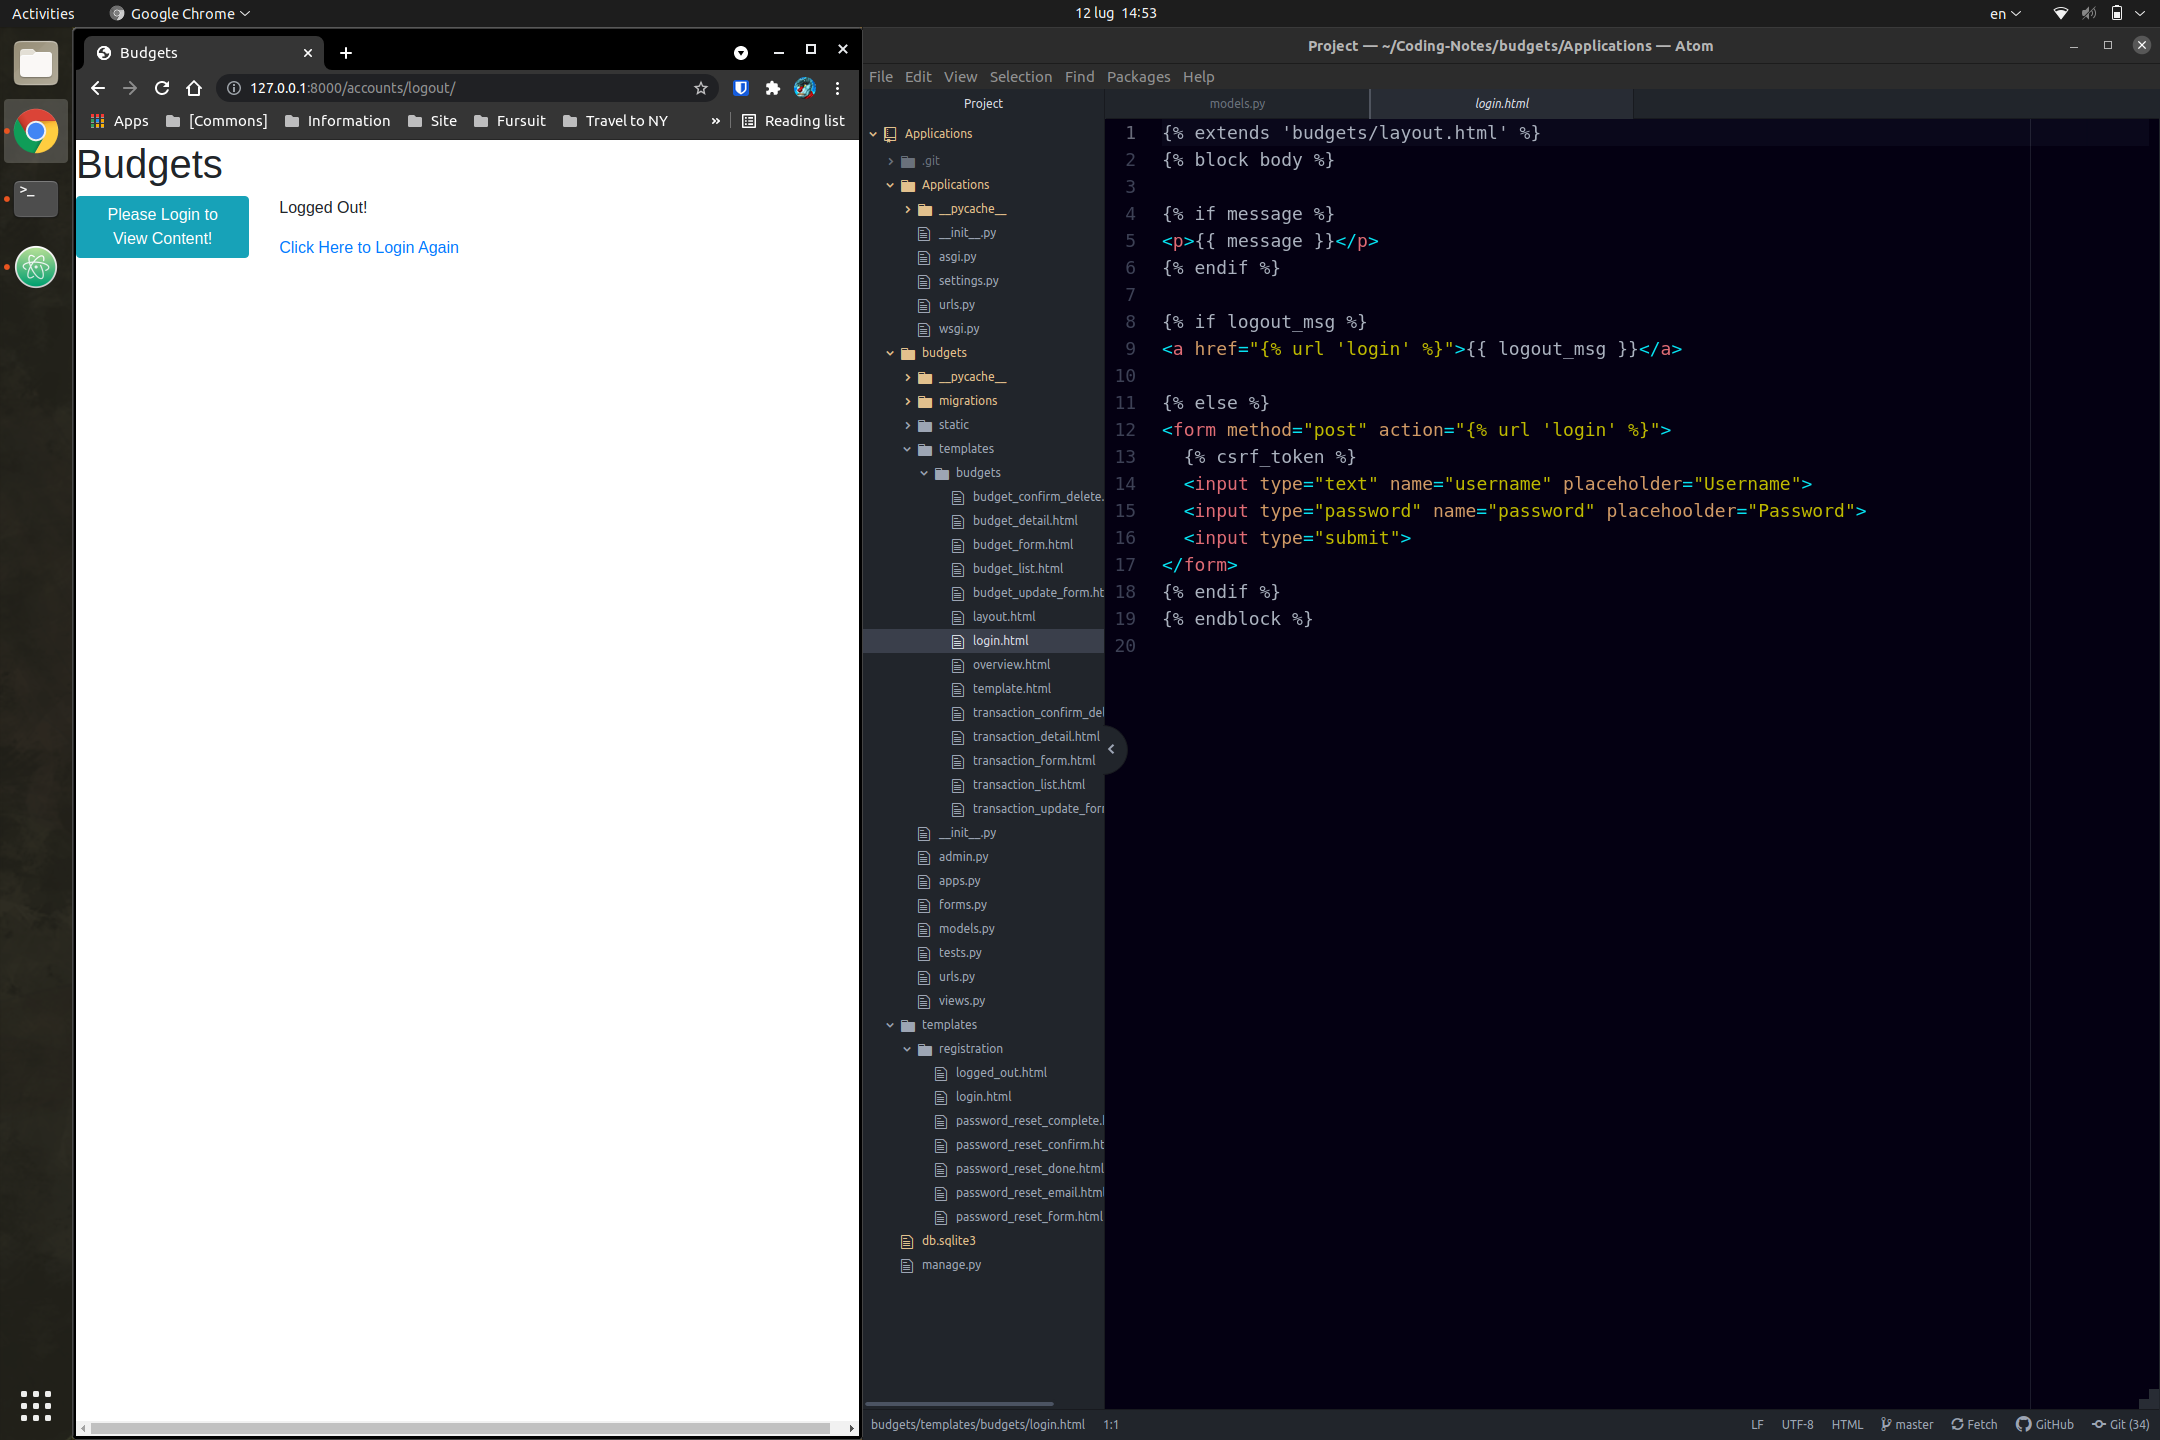 Activities
Google Chrome
12 lug 14:53
en
Budgets
127.0.0.1:8000/accounts/logout/
Apps
[Commons]
Information
Site
Fursuit
Travel to NY
»
Reading list
Budgets
Please Login to
View Content!
Logged Out!
Click Here to Login Again
Project — ~/Coding-Notes/budgets/Applications — Atom
File Edit View Selection Find Packages Help
Project
models.py
login.html
Applications
.git
Applications
__pycache__
__init__.py
asgi.py
settings.py
urls.py
wsgi.py
budgets
__pycache__
migrations
static
templates
budgets
budget_confirm_delete.
budget_detail.html
budget_form.html
budget_list.html
budget_update_form.ht
layout.html
login.html
overview.html
template.html
transaction_confirm_del
transaction_detail.html
transaction_form.html
transaction_list.html
transaction_update_for
__init__.py
admin.py
apps.py
forms.py
models.py
tests.py
urls.py
views.py
templates
registration
logged_out.html
login.html
password_reset_complete.
password_reset_confirm.ht
password_reset_done.html
password_reset_email.html
password_reset_form.html
db.sqlite3
manage.py
1 {% extends 'budgets/layout.html' %}
2 {% block body %}
3
4 {% if message %}
5 <p>{{ message }}</p>
6 {% endif %}
7
8 {% if logout_msg %}
9 <a href="{% url 'login' %}">{{ logout_msg }}</a>
10
11 {% else %}
12 <form method="post" action="{% url 'login' %}">
13 {% csrf_token %}
14 <input type="text" name="username" placeholder="Username">
15 <input type="password" name="password" placehoolder="Password">
16 <input type="submit">
17 </form>
18 {% endif %}
19 {% endblock %}
20
budgets/templates/budgets/login.html 1:1
LF UTF-8 HTML master Fetch GitHub Git (34)